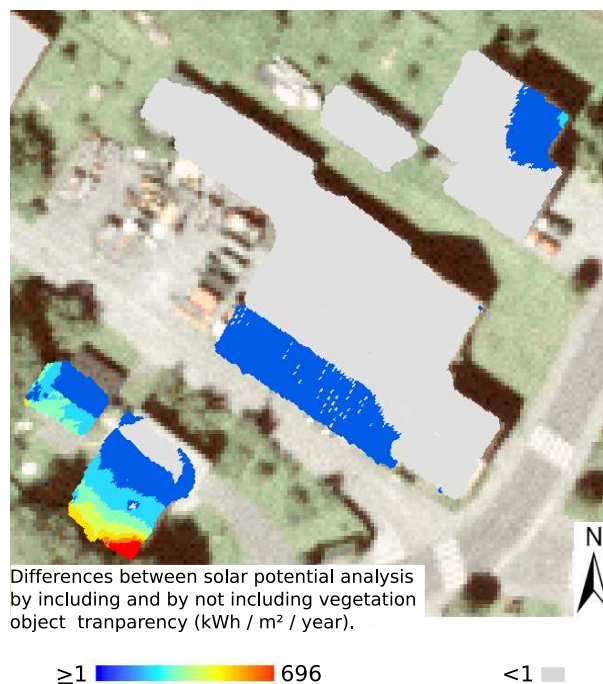 N
Differences between solar potential analysis
by including and by not including vegetation
object tranparency (kWh / m² / year).
≥1 696 <1